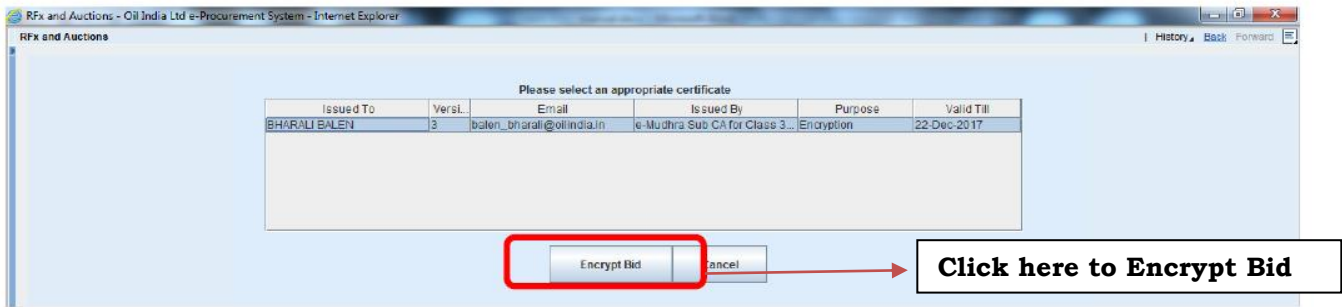 RFx and Auctions - Oil India Ltd e-Procurement System - Internet Explorer
RFx and Auctions | History Back Forward
Please select an appropriate certificate
Issued To Versi... Email Issued By Purpose Valid Till
BHARALI BALEN 3 balen_bharali@oilindia.in e-Mudhra Sub CA for Class 3... Encryption 22-Dec-2017
Encrypt Bid Cancel
Click here to Encrypt Bid